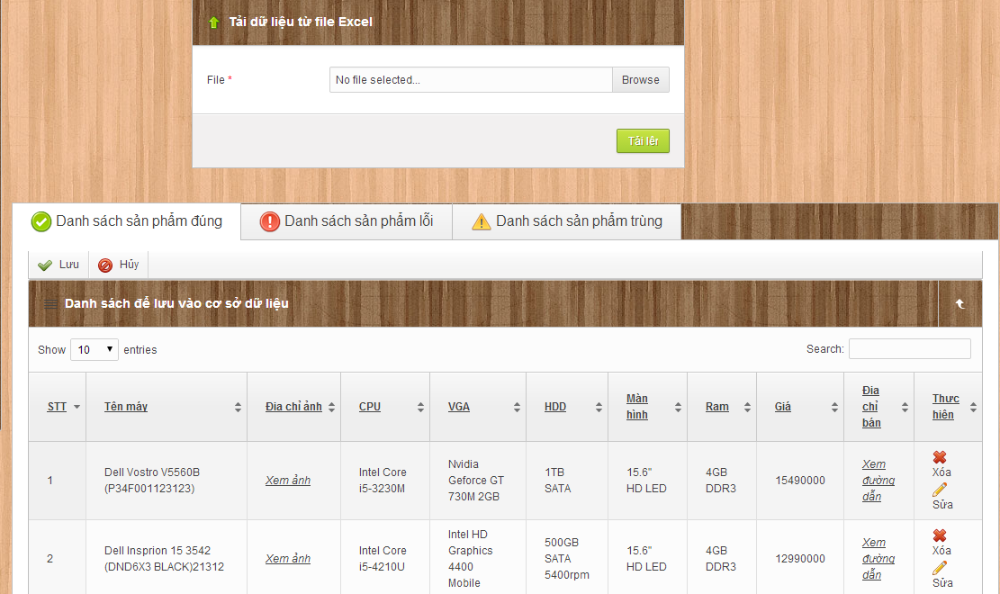 Tải dữ liệu từ file Excel
File *
No file selected...
Browse
Tải lên
Danh sách sản phẩm đúng
Danh sách sản phẩm lỗi
Danh sách sản phẩm trùng
Lưu
Hủy
Danh sách để lưu vào cơ sở dữ liệu
Show 10 entries
Search:
STT
Tên máy
Địa chỉ ảnh
CPU
VGA
HDD
Màn
hình
Ram
Giá
Địa
chỉ
bán
Thực
hiện
1
Dell Vostro V5560B
(P34F001123123)
Xem ảnh
Intel Core
i5-3230M
Nvidia
Geforce GT
730M 2GB
1TB
SATA
15.6"
HD LED
4GB
DDR3
15490000
Xem
đường
dẫn
Xóa
Sửa
2
Dell Insprion 15 3542
(DND6X3 BLACK)21312
Xem ảnh
Intel Core
i5-4210U
Intel HD
Graphics
4400
Mobile
500GB
SATA
5400rpm
15.6"
HD LED
4GB
DDR3
12990000
Xem
đường
dẫn
Xóa
Sửa